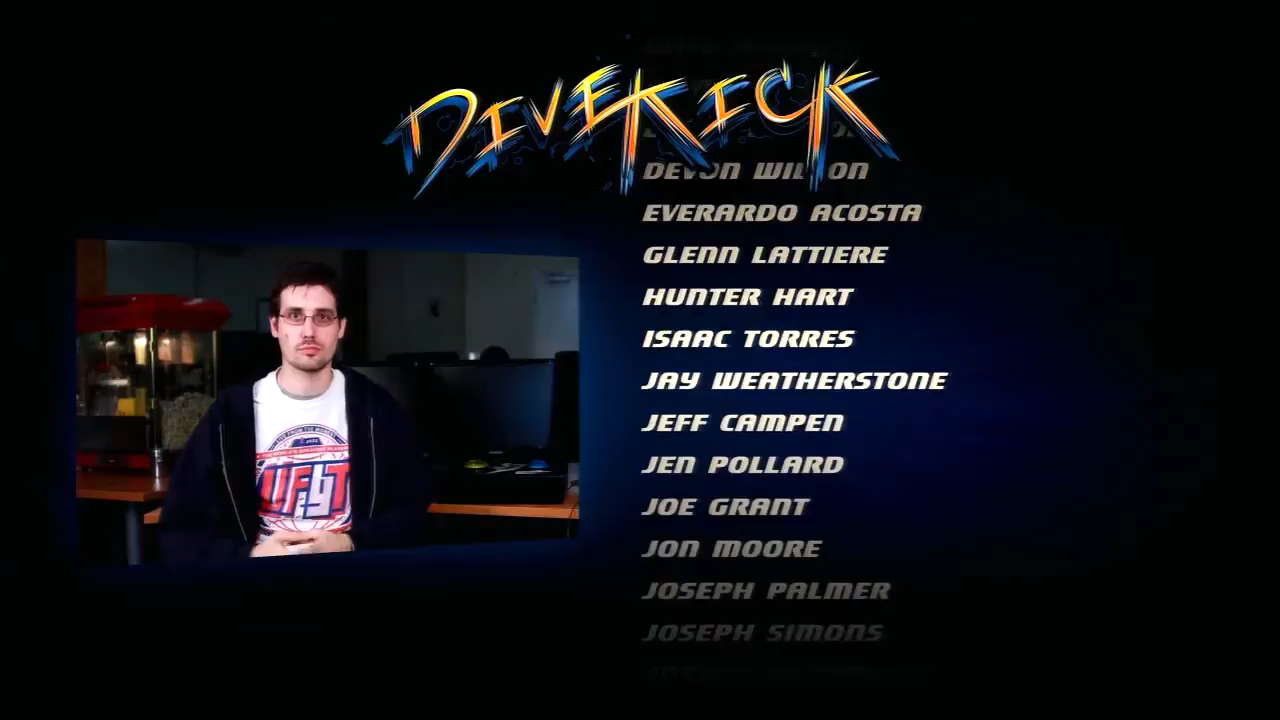 DIVEKICK
DEVON WILSON
EVERARDO ACOSTA
GLENN LATTIERE
HUNTER HART
ISAAC TORRES
JAY WEATHERSTONE
JEFF CAMPEN
JEN POLLARD
JOE GRANT
JON MOORE
JOSEPH PALMER
JOSEPH SIMONS
UFGT